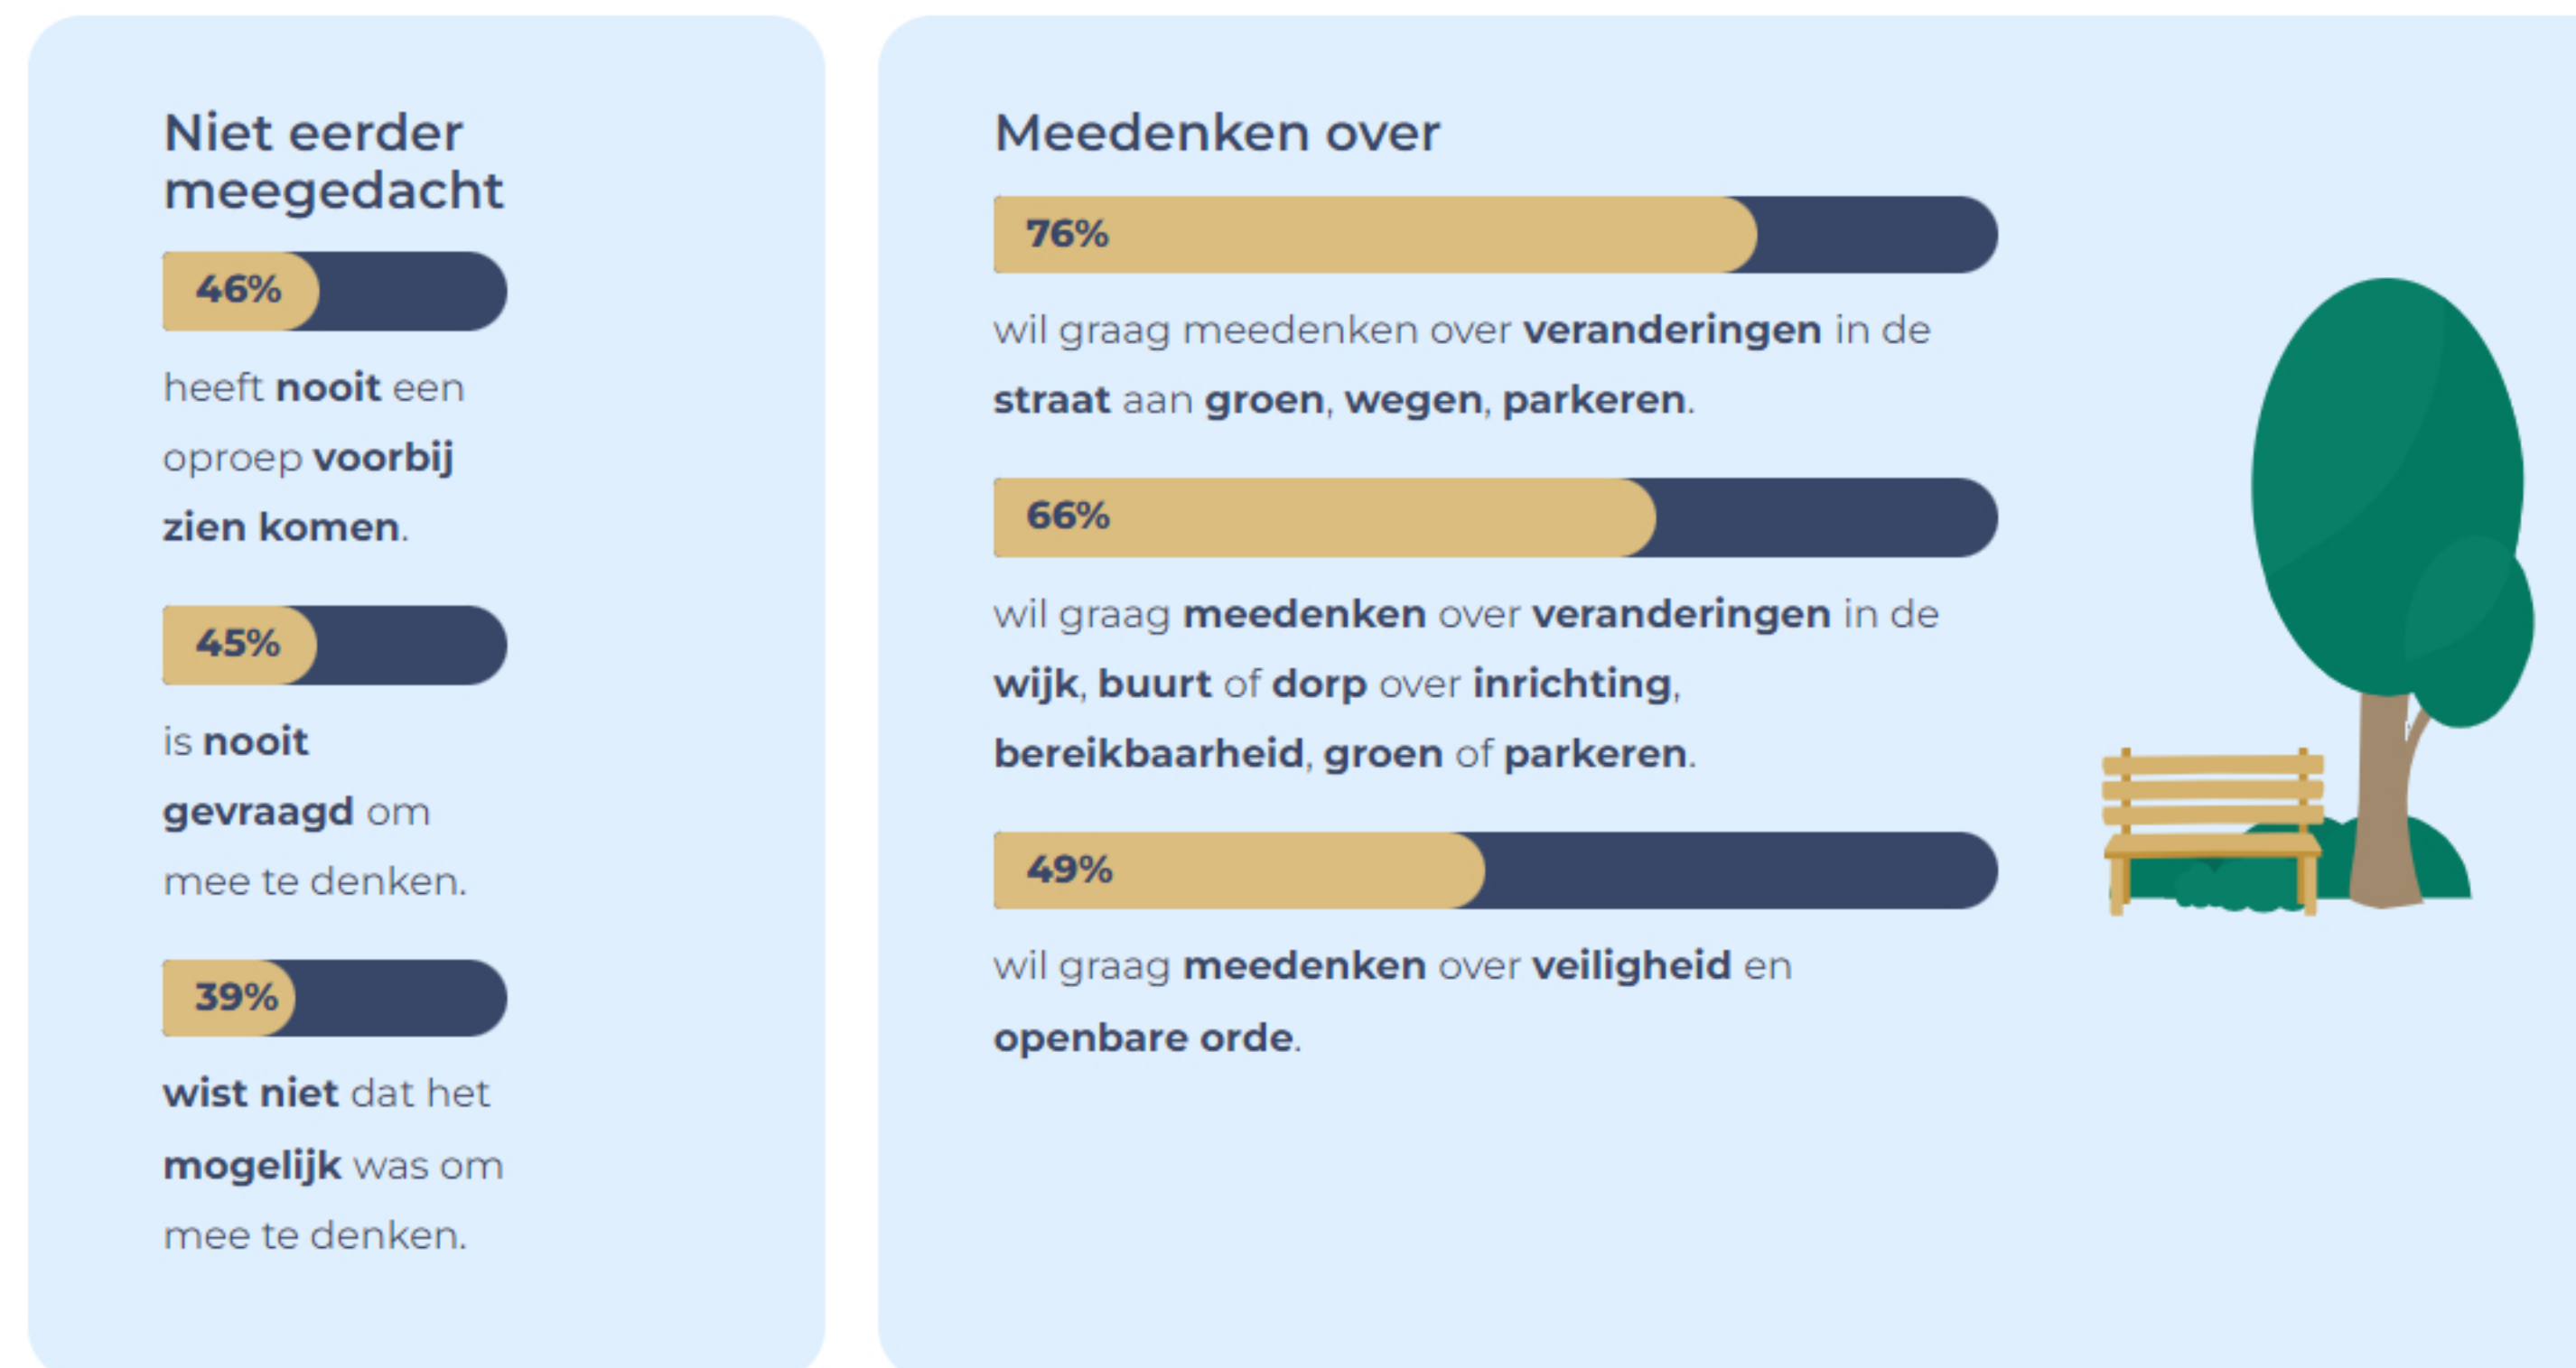 Niet eerder
meegedacht
46%
heeft nooit een
oproep voorbij
zien komen.
45%
is nooit
gevraagd om
mee te denken.
39%
wist niet dat het
mogelijk was om
mee te denken.
Meedenken over
76%
wil graag meedenken over veranderingen in de
straat aan groen, wegen, parkeren.
66%
wil graag meedenken over veranderingen in de
wijk, buurt of dorp over inrichting,
bereikbaarheid, groen of parkeren.
49%
wil graag meedenken over veiligheid en
openbare orde.